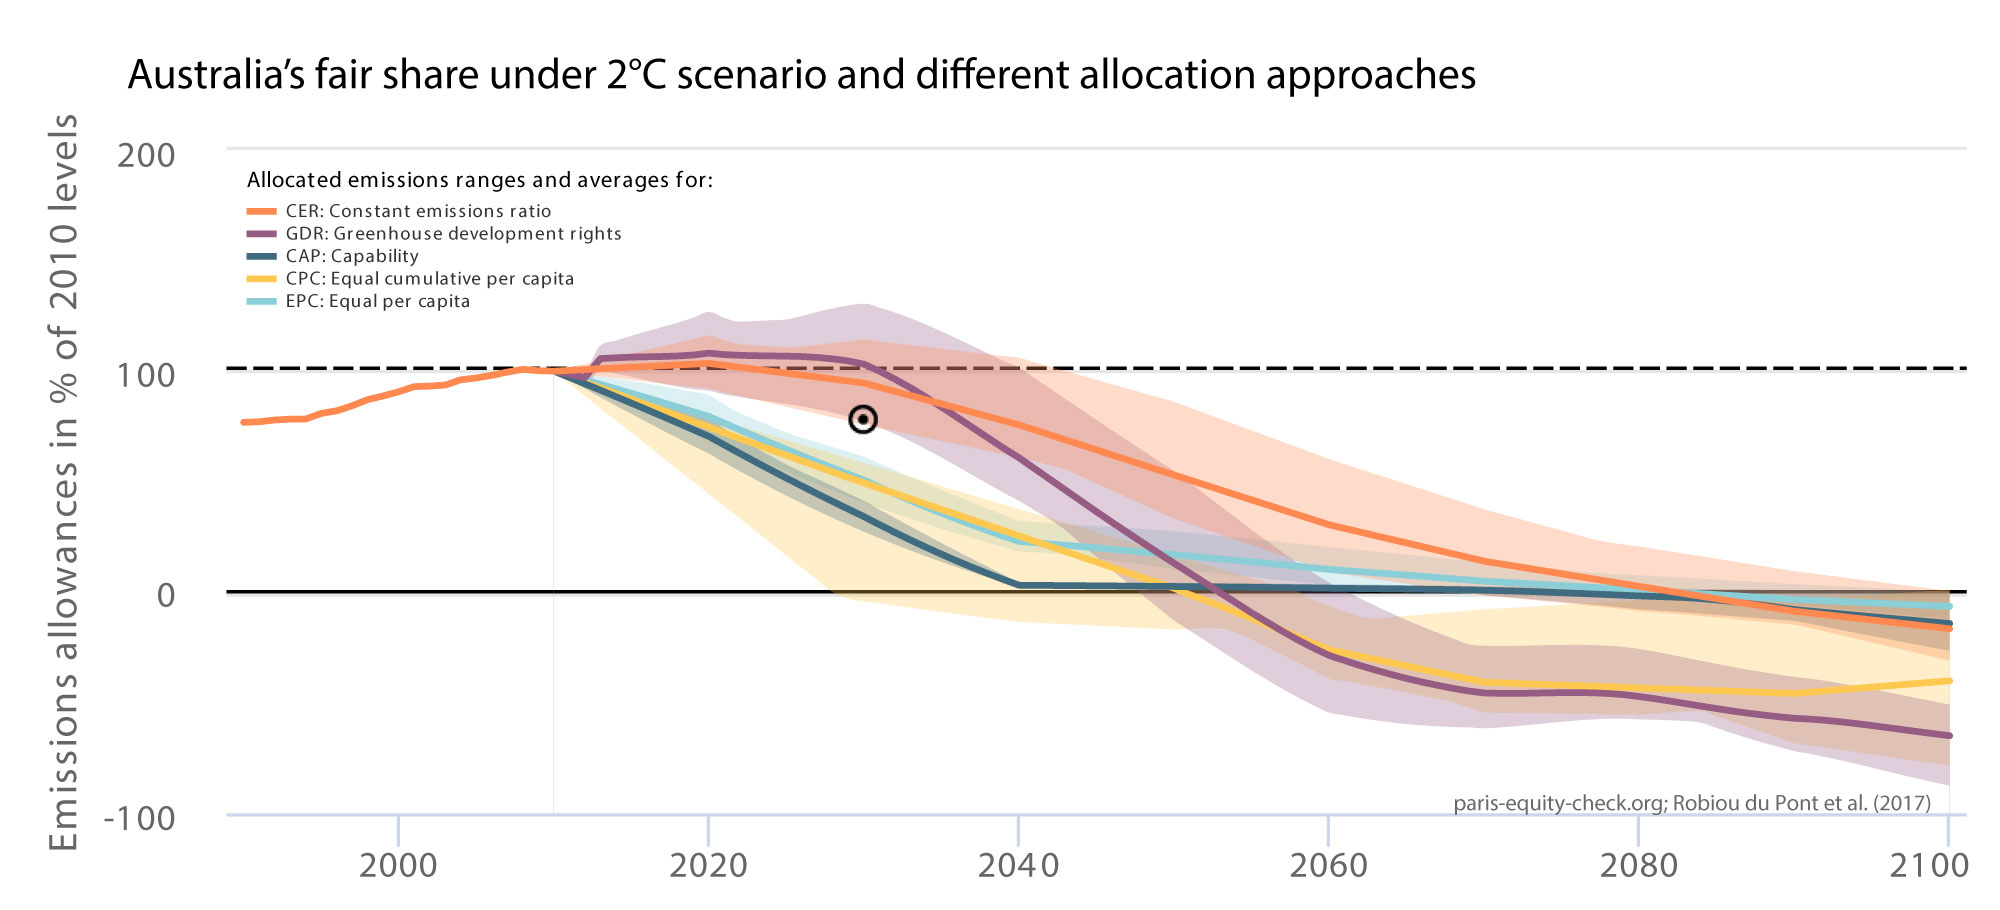 Australia’s fair share under 2°C scenario and different allocation approaches
Emissions allowances in % of 2010 levels
200
100
0
-100
Allocated emissions ranges and averages for:
CER: Constant emissions ratio
GDR: Greenhouse development rights
CAP: Capability
CPC: Equal cumulative per capita
EPC: Equal per capita
paris-equity-check.org; Robiou du Pont et al. (2017)
2000 2020 2040 2060 2080 2100